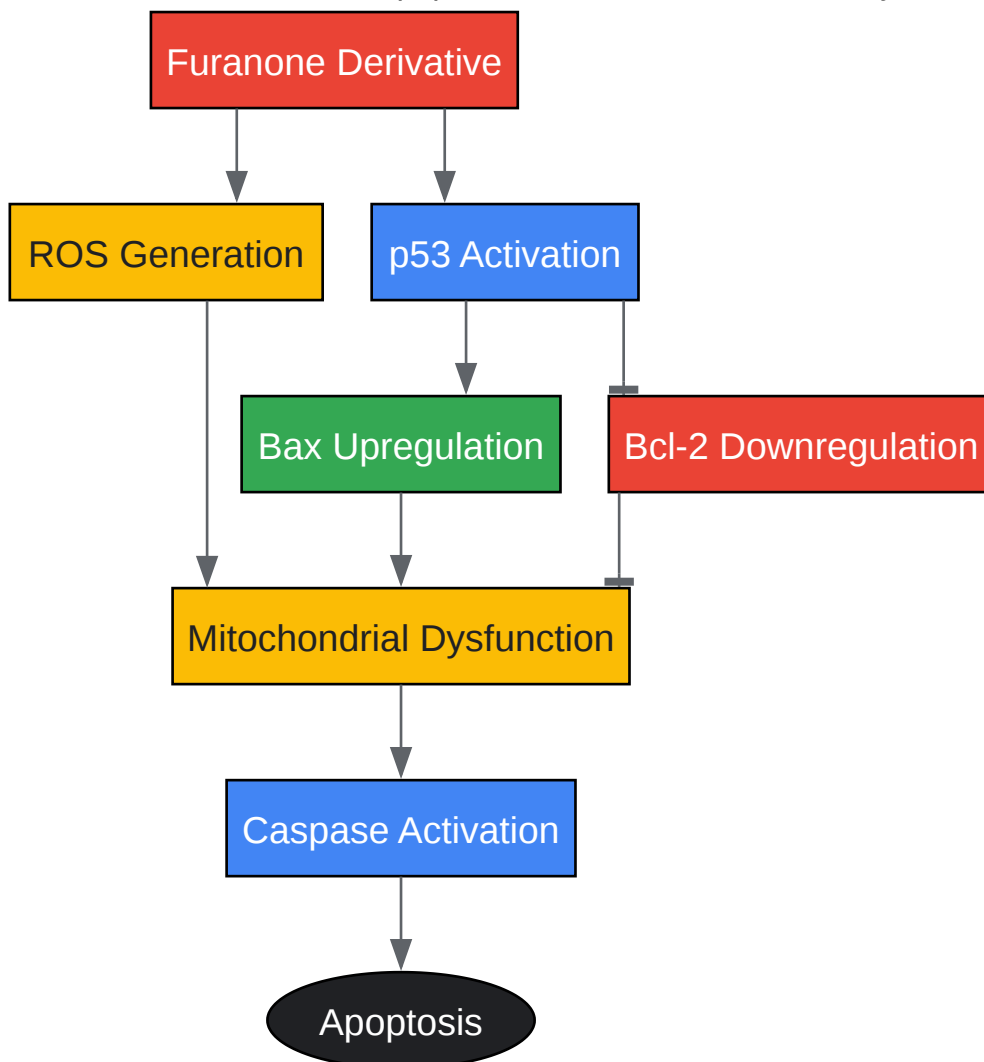 Furanone Derivative
ROS Generation
p53 Activation
Bax Upregulation
Bcl-2 Downregulation
Mitochondrial Dysfunction
Caspase Activation
Apoptosis